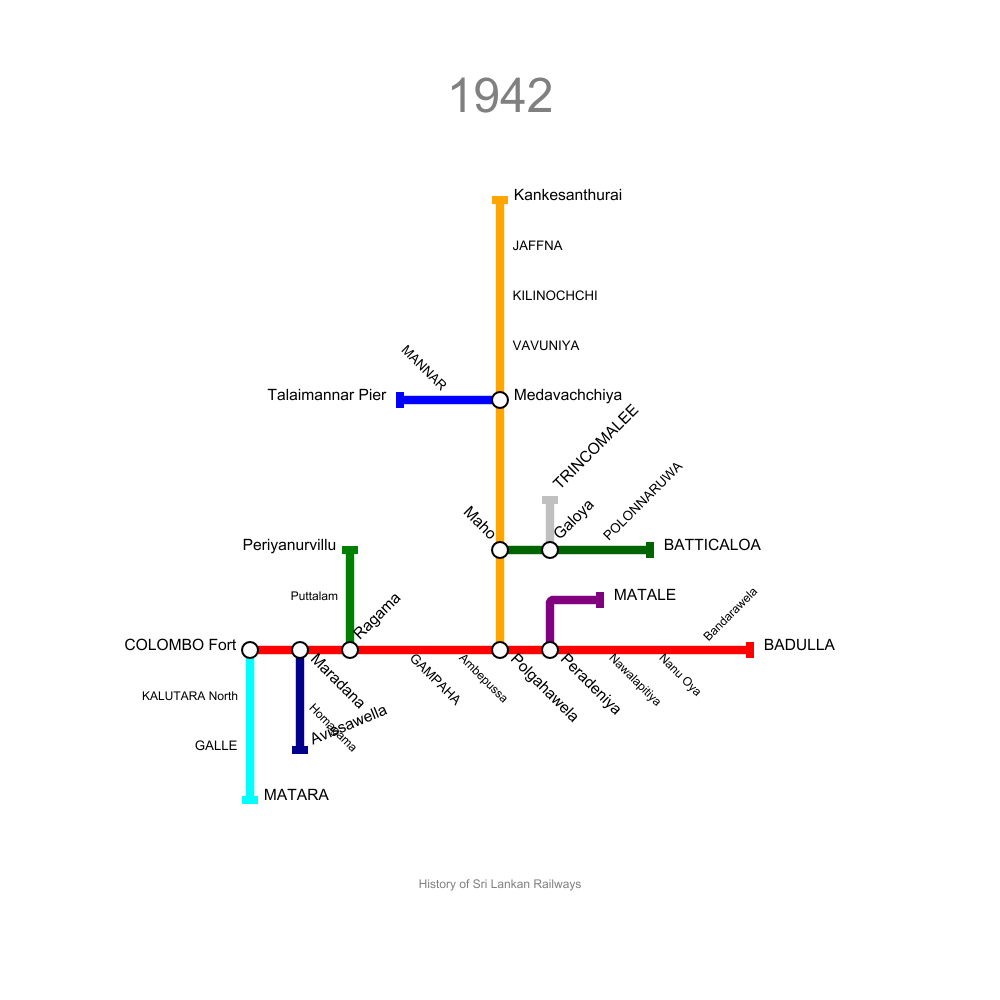 1942
Kankesanthurai
JAFFNA
KILINOCHCHI
VAVUNIYA
MANNAR
Talaimannar Pier
Medavachchiya
TRINCOMALEE
POLONNARUWA
Maho
Galoya
Periyanurvillu
BATTICALOA
Puttalam
MATALE
Ragama
Bandarawela
COLOMBO Fort
BADULLA
Maradana
GAMPAHA
Ambepussa
Polgahawela
Peradeniya
Nawalapitiya
Nanu Oya
KALUTARA North
Homagama
Avissawella
GALLE
MATARA
History of Sri Lankan Railways